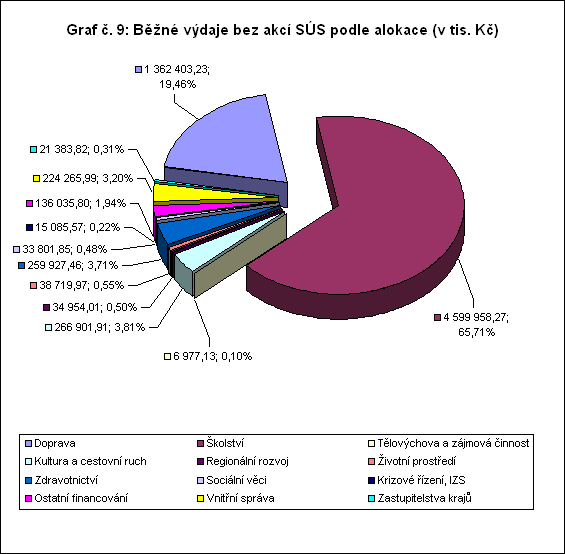 Graf č. 9: Běžné výdaje bez akcí SÚS podle alokace (v tis. Kč)
1 362 403,23;
19,46%
21 383,82; 0,31%
224 265,99; 3,20%
136 035,80; 1,94%
15 085,57; 0,22%
33 801,85; 0,48%
259 927,46; 3,71%
38 719,97; 0,55%
34 954,01; 0,50%
266 901,91; 3,81%
6 977,13; 0,10%
4 599 958,27;
65,71%
Doprava Školství Tělovýchova a zájmová činnost
Kultura a cestovní ruch Regionální rozvoj Životní prostředí
Zdravotnictví Sociální věci Krizové řízení, IZS
Ostatní financování Vnitřní správa Zastupitelstva krajů